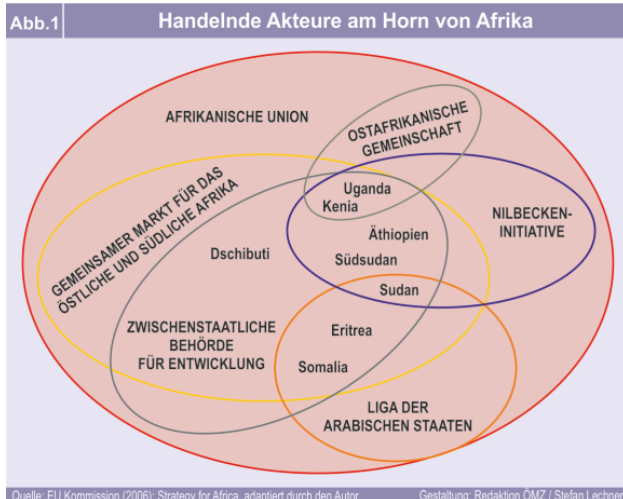 Abb.1
Handelnde Akteure am Horn von Afrika
AFRIKANISCHE UNION
OSTAFRIKANISCHE
GEMEINSCHAFT
GEMEINSAMER MARKT FÜR DAS
ÖSTLICHE UND SÜDLICHE AFRIKA
Uganda
Kenia
NILBECKEN-
INITIATIVE
Äthiopien
Dschibuti
Südsudan
Sudan
ZWISCHENSTAATLICHE
BEHÖRDE
FÜR ENTWICKLUNG
Eritrea
Somalia
LIGA DER
ARABISCHEN STAATEN
Quelle: EU Kommission (2006): Strategy for Africa, adaptiert durch den Autor
Gestaltung: Redaktion ÖMZ / Stefan Lechner